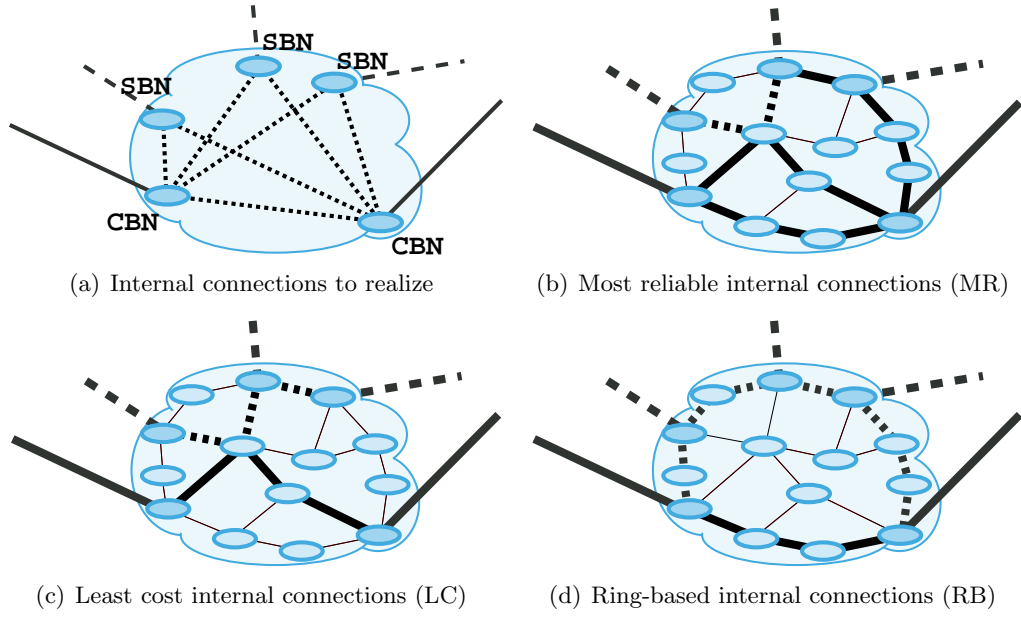 SBN
SBN
SBN
CBN
CBN
(a) Internal connections to realize
(b) Most reliable internal connections (MR)
(c) Least cost internal connections (LC)
(d) Ring-based internal connections (RB)